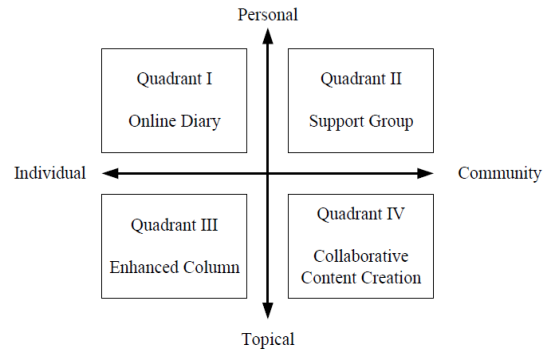 Personal
Quadrant I
Online Diary
Quadrant II
Support Group
Individual
Community
Quadrant III
Enhanced Column
Quadrant IV
Collaborative
Content Creation
Topical